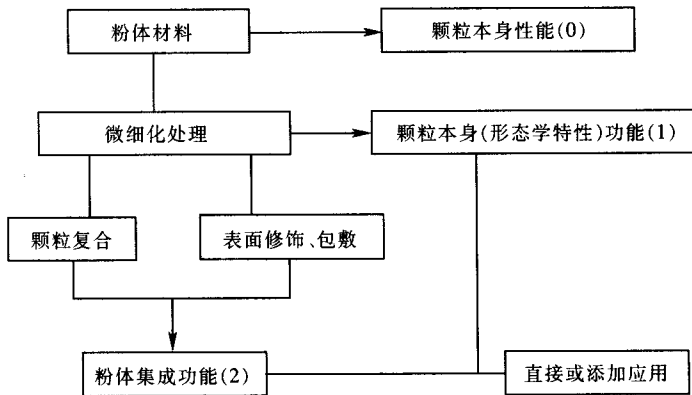 粉体材料
颗粒本身性能(0)
微细化处理
颗粒本身(形态学特性)功能(1)
颗粒复合
表面修饰、包敷
粉体集成功能(2)
直接或添加应用